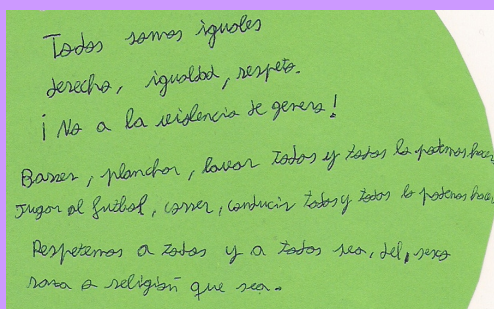 Todos somos iguales
derecho, igualdad, respeto.
¡No a la violencia de genero!
Barrer, planchar, lavar todas y todos lo podemos hacer
Jugar al futbol, correr, conducir todas y todos lo podemos hacer
Respetemos a todas y a todos sea, del, sexo
raza o religión que sea.